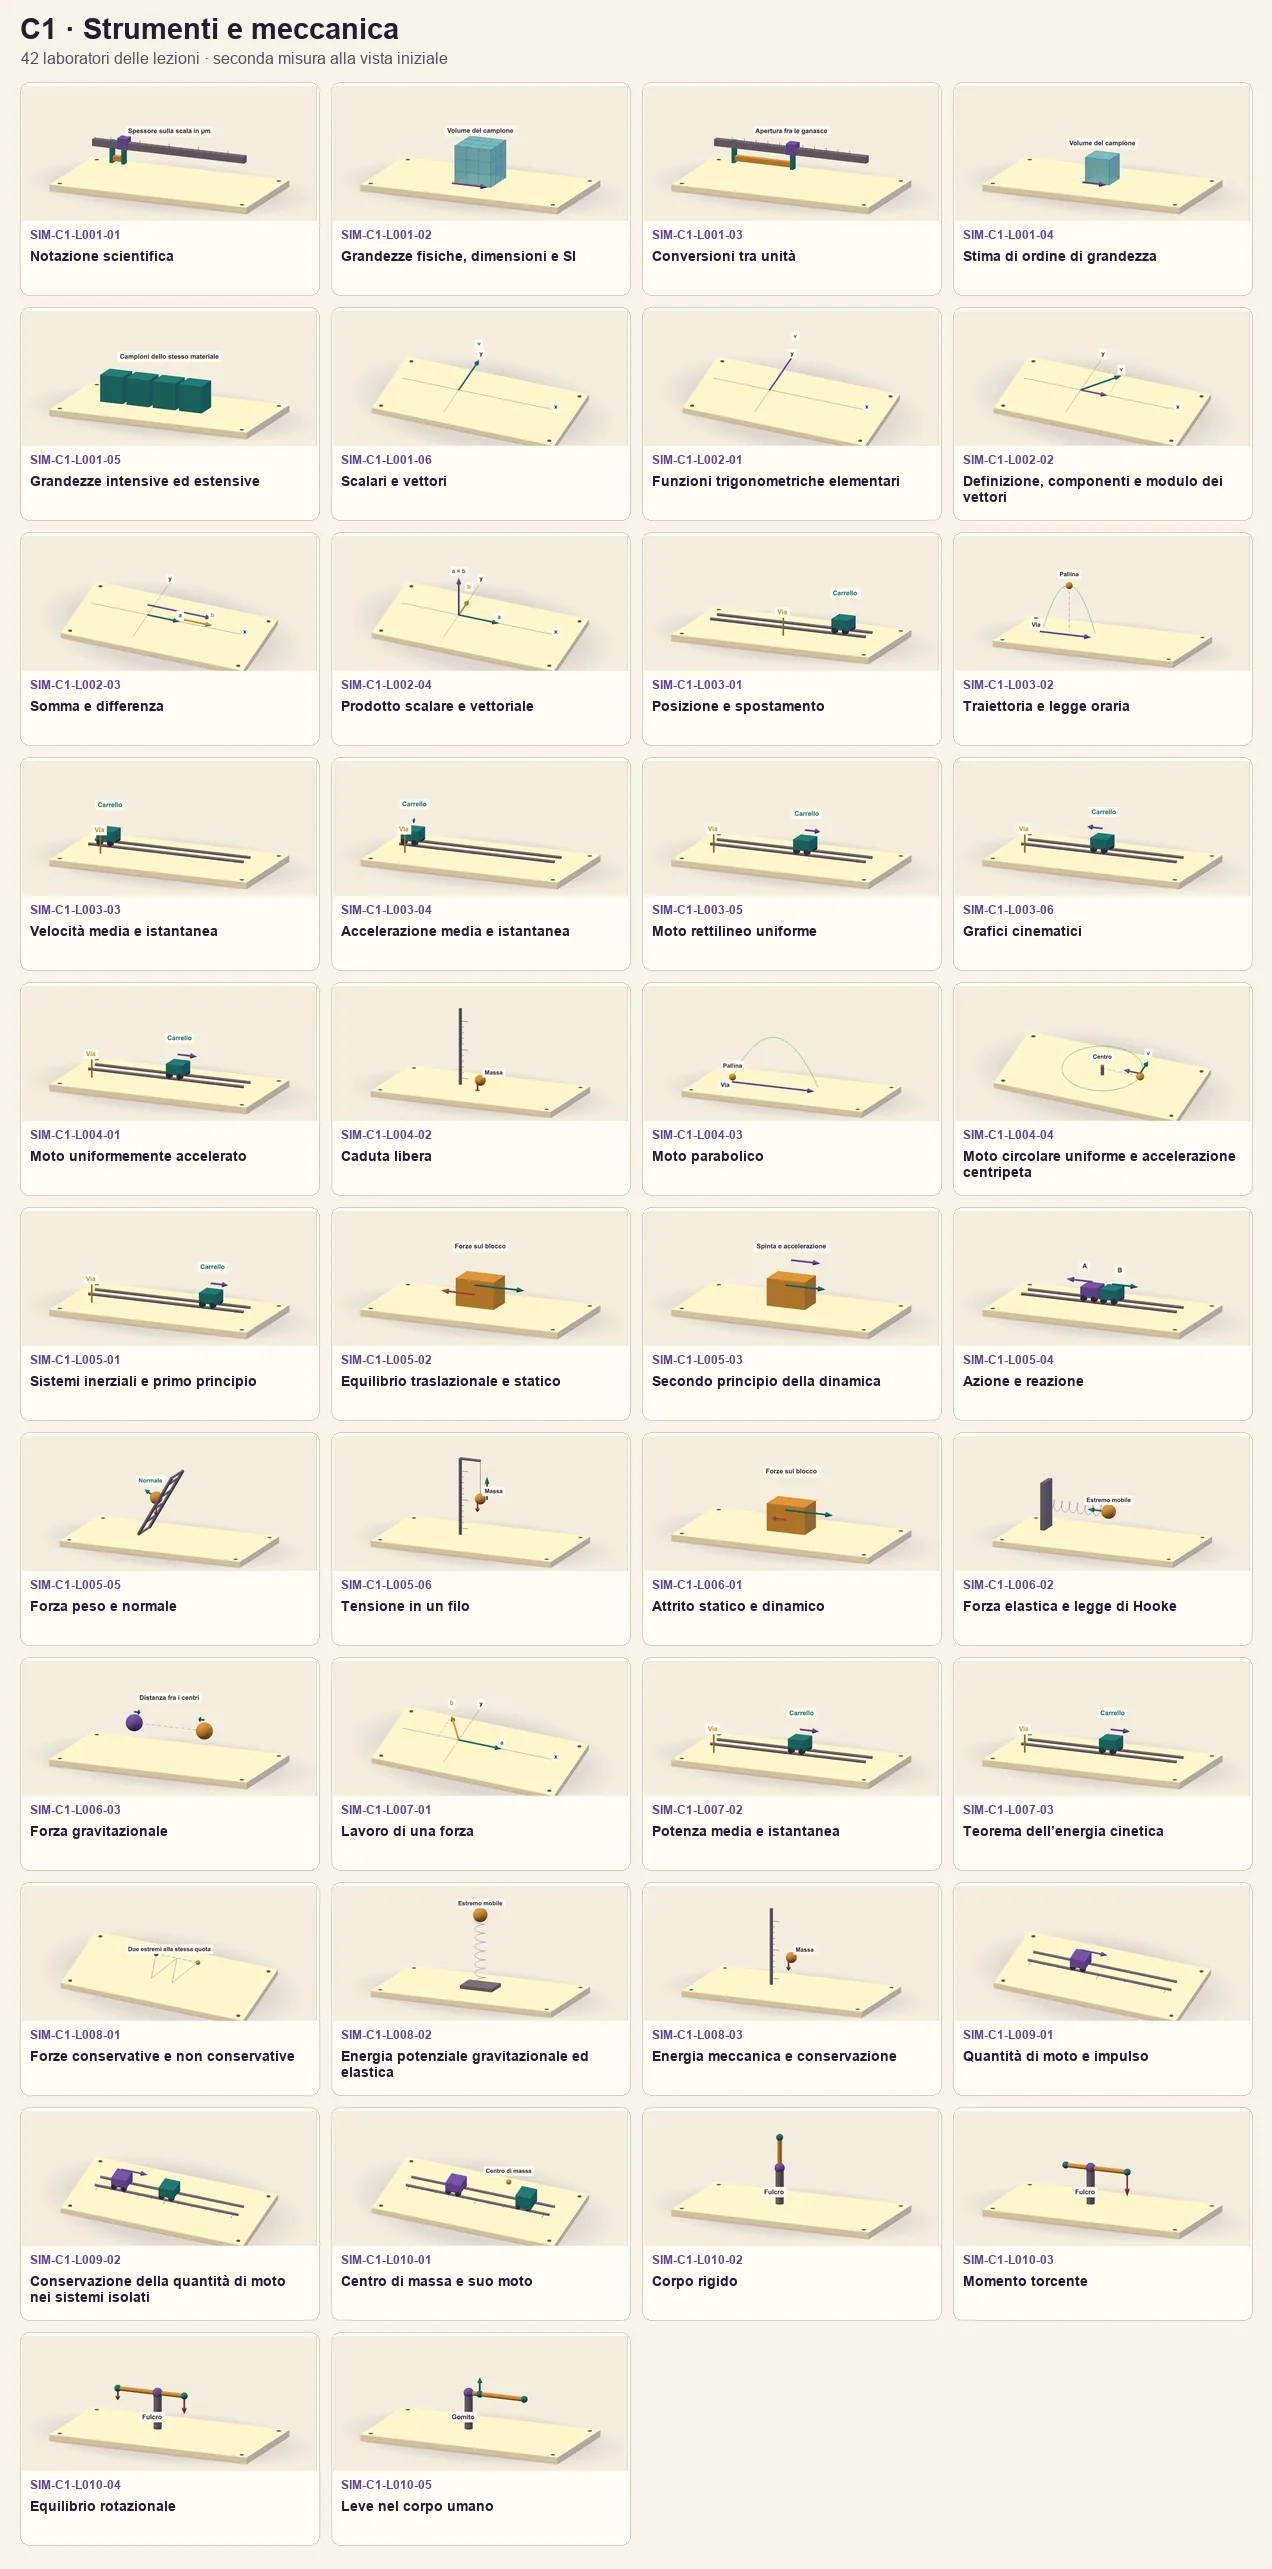 C1 · Strumenti e meccanica
42 laboratori delle lezioni · seconda misura alla vista iniziale
Spessore sulla scala in µm
SIM-C1-L001-01
Notazione scientifica
Volume del campione
SIM-C1-L001-02
Grandezze fisiche, dimensioni e SI
Apertura fra le ganasce
SIM-C1-L001-03
Conversioni tra unità
Volume del campione
SIM-C1-L001-04
Stima di ordine di grandezza
Campioni dello stesso materiale
SIM-C1-L001-05
Grandezze intensive ed estensive
v
y
x
SIM-C1-L001-06
Scalari e vettori
v
y
x
SIM-C1-L002-01
Funzioni trigonometriche elementari
y
v
x
SIM-C1-L002-02
Definizione, componenti e modulo dei
vettori
y
a
b
x
SIM-C1-L002-03
Somma e differenza
a × b
y
b
a
x
SIM-C1-L002-04
Prodotto scalare e vettoriale
Carrello
Via
SIM-C1-L003-01
Posizione e spostamento
Pallina
Via
SIM-C1-L003-02
Traiettoria e legge oraria
Carrello
Via
SIM-C1-L003-03
Velocità media e istantanea
Carrello
Via
SIM-C1-L003-04
Accelerazione media e istantanea
Carrello
Via
SIM-C1-L003-05
Moto rettilineo uniforme
Carrello
Via
SIM-C1-L003-06
Grafici cinematici
Carrello
Via
SIM-C1-L004-01
Moto uniformemente accelerato
Massa
SIM-C1-L004-02
Caduta libera
Pallina
Via
SIM-C1-L004-03
Moto parabolico
Centro
v
SIM-C1-L004-04
Moto circolare uniforme e accelerazione
centripeta
Carrello
Via
SIM-C1-L005-01
Sistemi inerziali e primo principio
Forze sul blocco
SIM-C1-L005-02
Equilibrio traslazionale e statico
Spinta e accelerazione
SIM-C1-L005-03
Secondo principio della dinamica
A
B
SIM-C1-L005-04
Azione e reazione
Normale
SIM-C1-L005-05
Forza peso e normale
Massa
SIM-C1-L005-06
Tensione in un filo
Forze sul blocco
SIM-C1-L006-01
Attrito statico e dinamico
Estremo mobile
SIM-C1-L006-02
Forza elastica e legge di Hooke
Distanza fra i centri
SIM-C1-L006-03
Forza gravitazionale
b
y
a
x
SIM-C1-L007-01
Lavoro di una forza
Carrello
Via
SIM-C1-L007-02
Potenza media e istantanea
Carrello
Via
SIM-C1-L007-03
Teorema dell’energia cinetica
Due estremi alla stessa quota
SIM-C1-L008-01
Forze conservative e non conservative
Estremo mobile
SIM-C1-L008-02
Energia potenziale gravitazionale ed
elastica
Massa
SIM-C1-L008-03
Energia meccanica e conservazione
SIM-C1-L009-01
Quantità di moto e impulso
SIM-C1-L009-02
Conservazione della quantità di moto
nei sistemi isolati
Centro di massa
SIM-C1-L010-01
Centro di massa e suo moto
Fulcro
SIM-C1-L010-02
Corpo rigido
Fulcro
SIM-C1-L010-03
Momento torcente
Fulcro
SIM-C1-L010-04
Equilibrio rotazionale
Gomito
SIM-C1-L010-05
Leve nel corpo umano